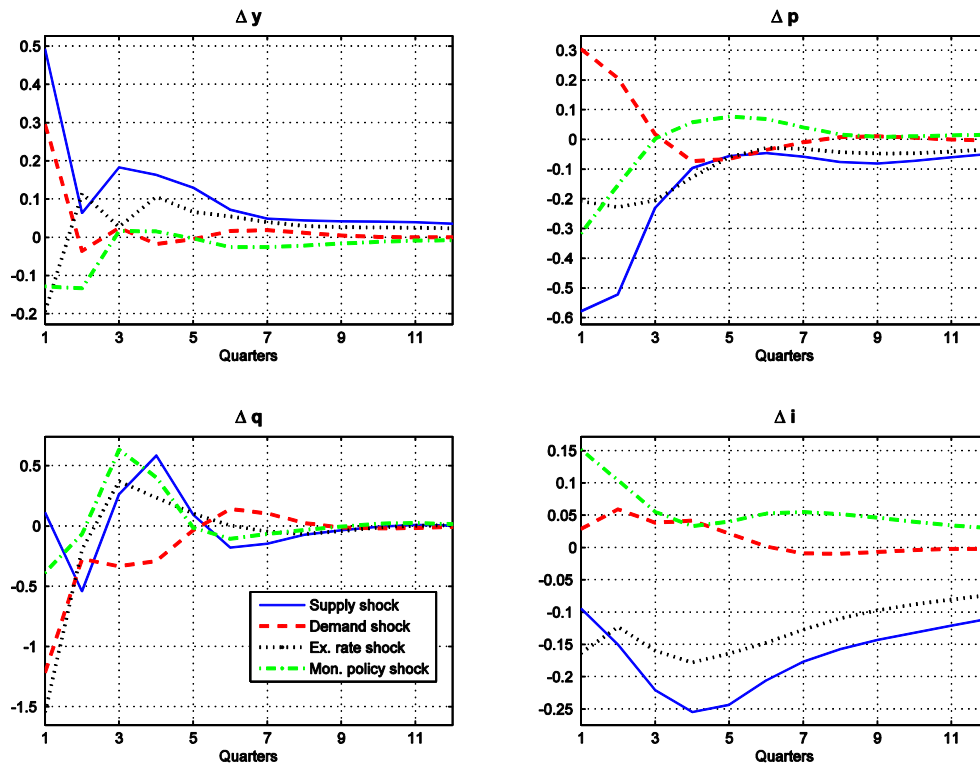 Δ y
0.5
0.4
0.3
0.2
0.1
0
-0.1
-0.2
1 3 5 7 9 11
Quarters
Δ p
0.3
0.2
0.1
0
-0.1
-0.2
-0.3
-0.4
-0.5
-0.6
1 3 5 7 9 11
Quarters
Δ q
0.5
0
-0.5
-1
-1.5
1 3 5 7 9 11
Quarters
Supply shock
Demand shock
Ex. rate shock
Mon. policy shock
Δ i
0.15
0.1
0.05
0
-0.05
-0.1
-0.15
-0.2
-0.25
1 3 5 7 9 11
Quarters